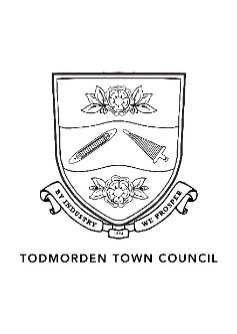 BY INDUSTRY
WE PROSPER
TODMORDEN TOWN COUNCIL